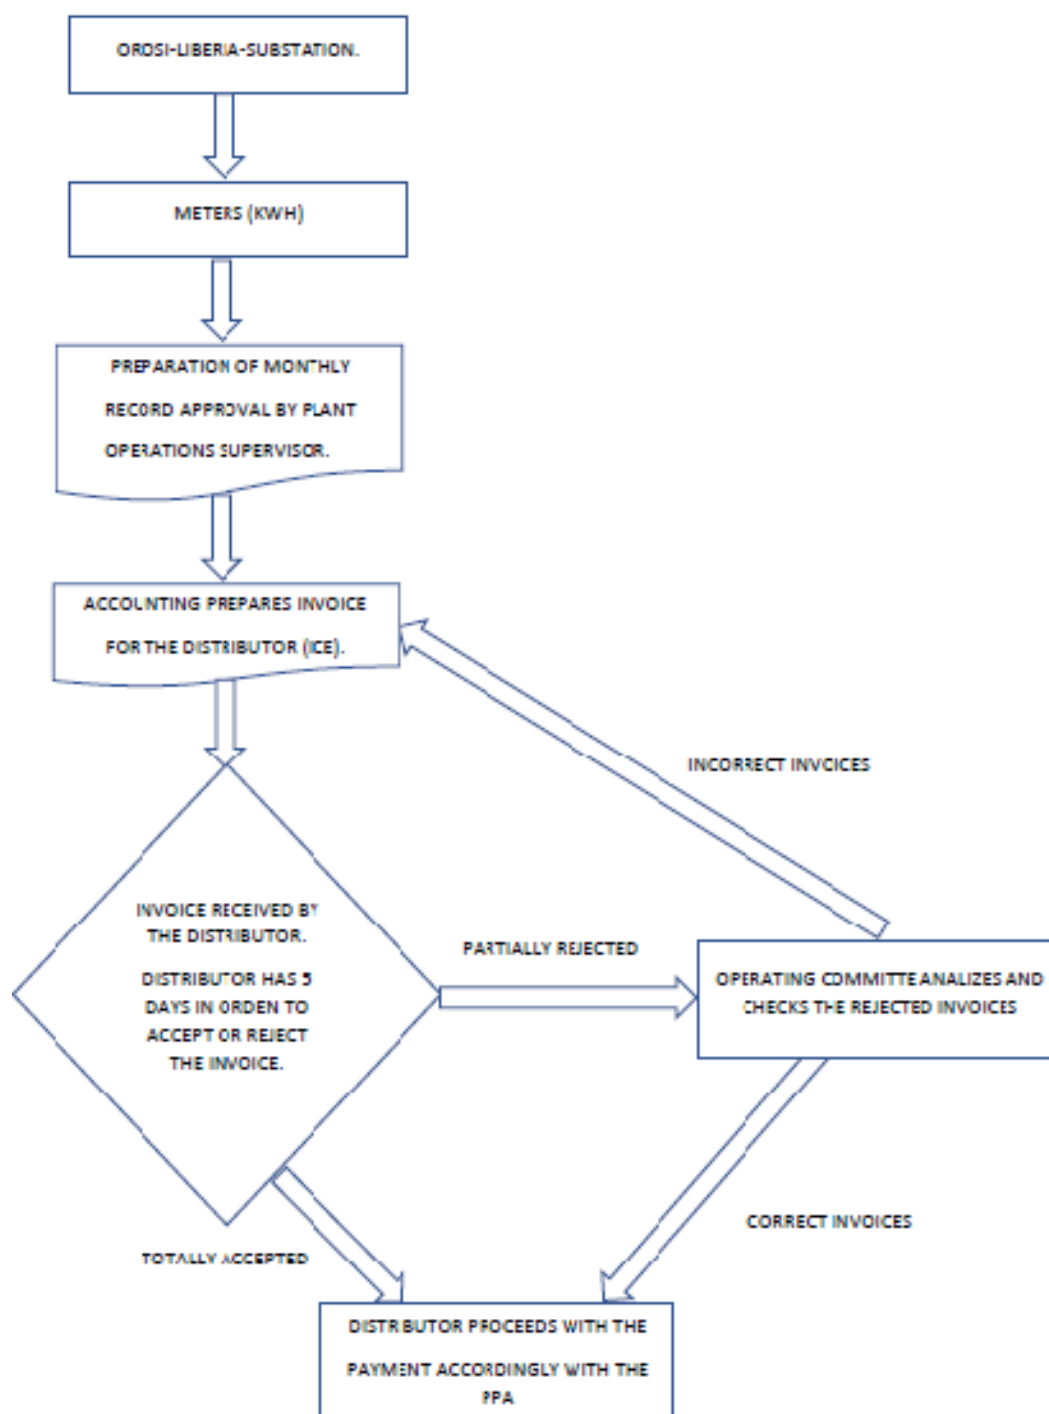 OROSI-LIBERIA-SUBSTATION.
METERS (KWH)
PREPARATION OF MONTHLY
RECORD APPROVAL BY PLANT
OPERATIONS SUPERVISOR.
ACCOUNTING PREPARES INVOICE
FOR THE DISTRIBUTOR (ICE).
INCORRECT INVOICES
INVOICE RECEIVED BY
THE DISTRIBUTOR.
DISTRIBUTOR HAS 5
DAYS IN ORDEN TO
ACCEPT OR REJECT
THE INVOICE.
PARTIALLY REJECTED
OPERATING COMMITTE ANALIZES AND
CHECKS THE REJECTED INVOICES
CORRECT INVOICES
TOTALLY ACCEPTED
DISTRIBUTOR PROCEEDS WITH THE
PAYMENT ACCORDINGLY WITH THE
PPA